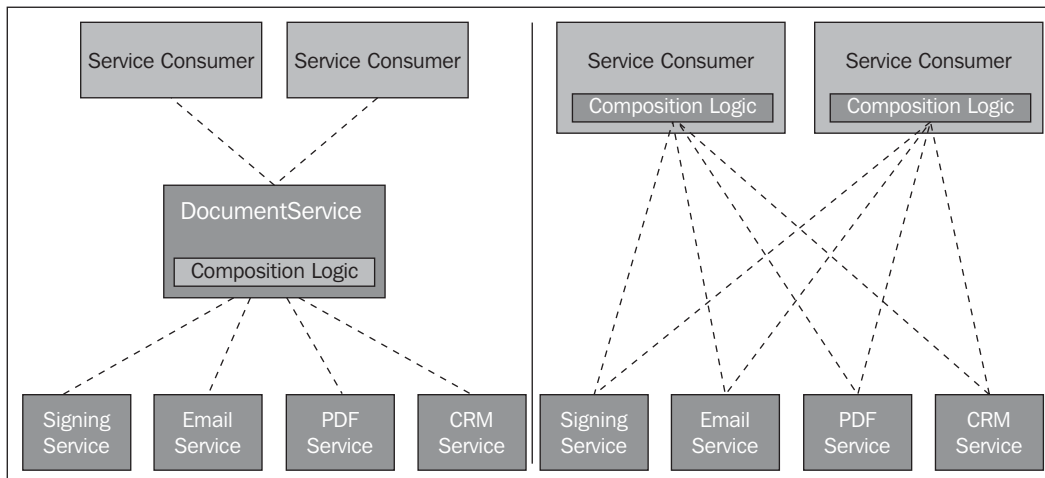 Service Consumer
Service Consumer
DocumentService
Composition Logic
Signing
Service
Email
Service
PDF
Service
CRM
Service
Service Consumer
Composition Logic
Service Consumer
Composition Logic
Signing
Service
Email
Service
PDF
Service
CRM
Service